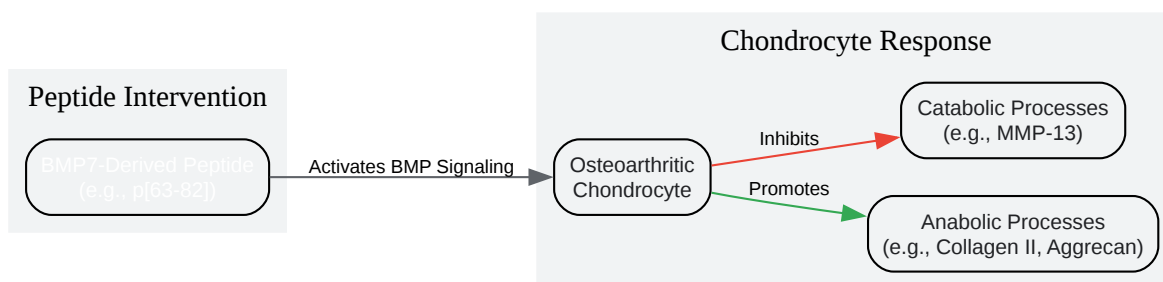 Peptide Intervention
BMP7-Derived Peptide
(e.g., p[63-82])
Activates BMP Signaling
Chondrocyte Response
Osteoarthritic
Chondrocyte
Inhibits
Promotes
Catabolic Processes
(e.g., MMP-13)
Anabolic Processes
(e.g., Collagen II, Aggrecan)